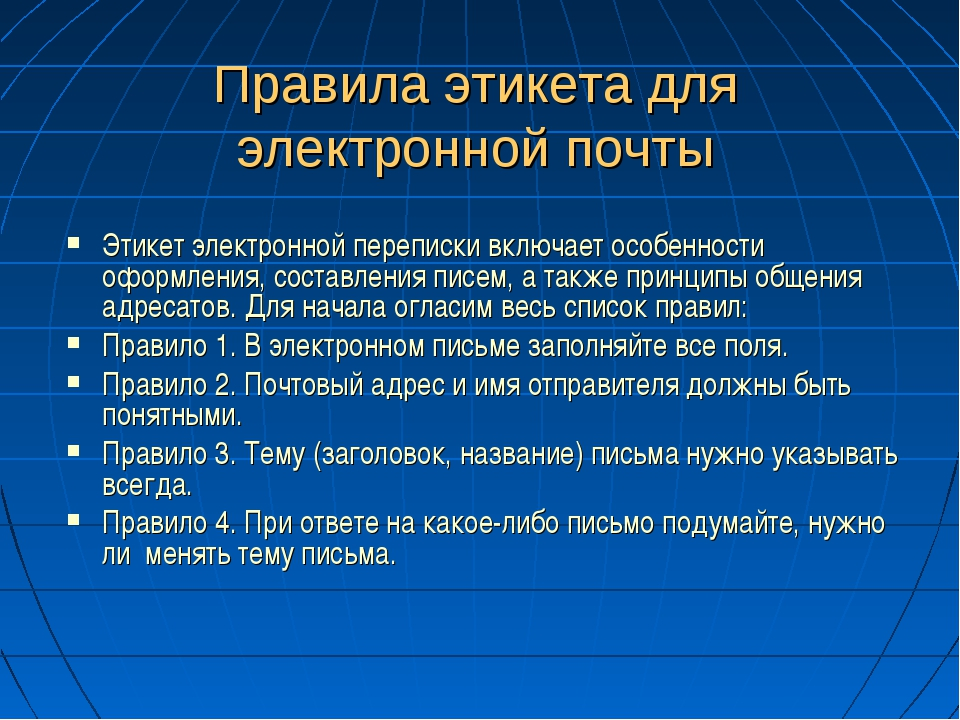 Правила этикета для
электронной почты
Этикет электронной переписки включает особенности
оформления, составления писем, а также принципы общения
адресатов. Для начала огласим весь список правил:
Правило 1. В электронном письме заполняйте все поля.
Правило 2. Почтовый адрес и имя отправителя должны быть
понятными.
Правило 3. Тему (заголовок, название) письма нужно указывать
всегда.
Правило 4. При ответе на какое-либо письмо подумайте, нужно
ли  менять тему письма.